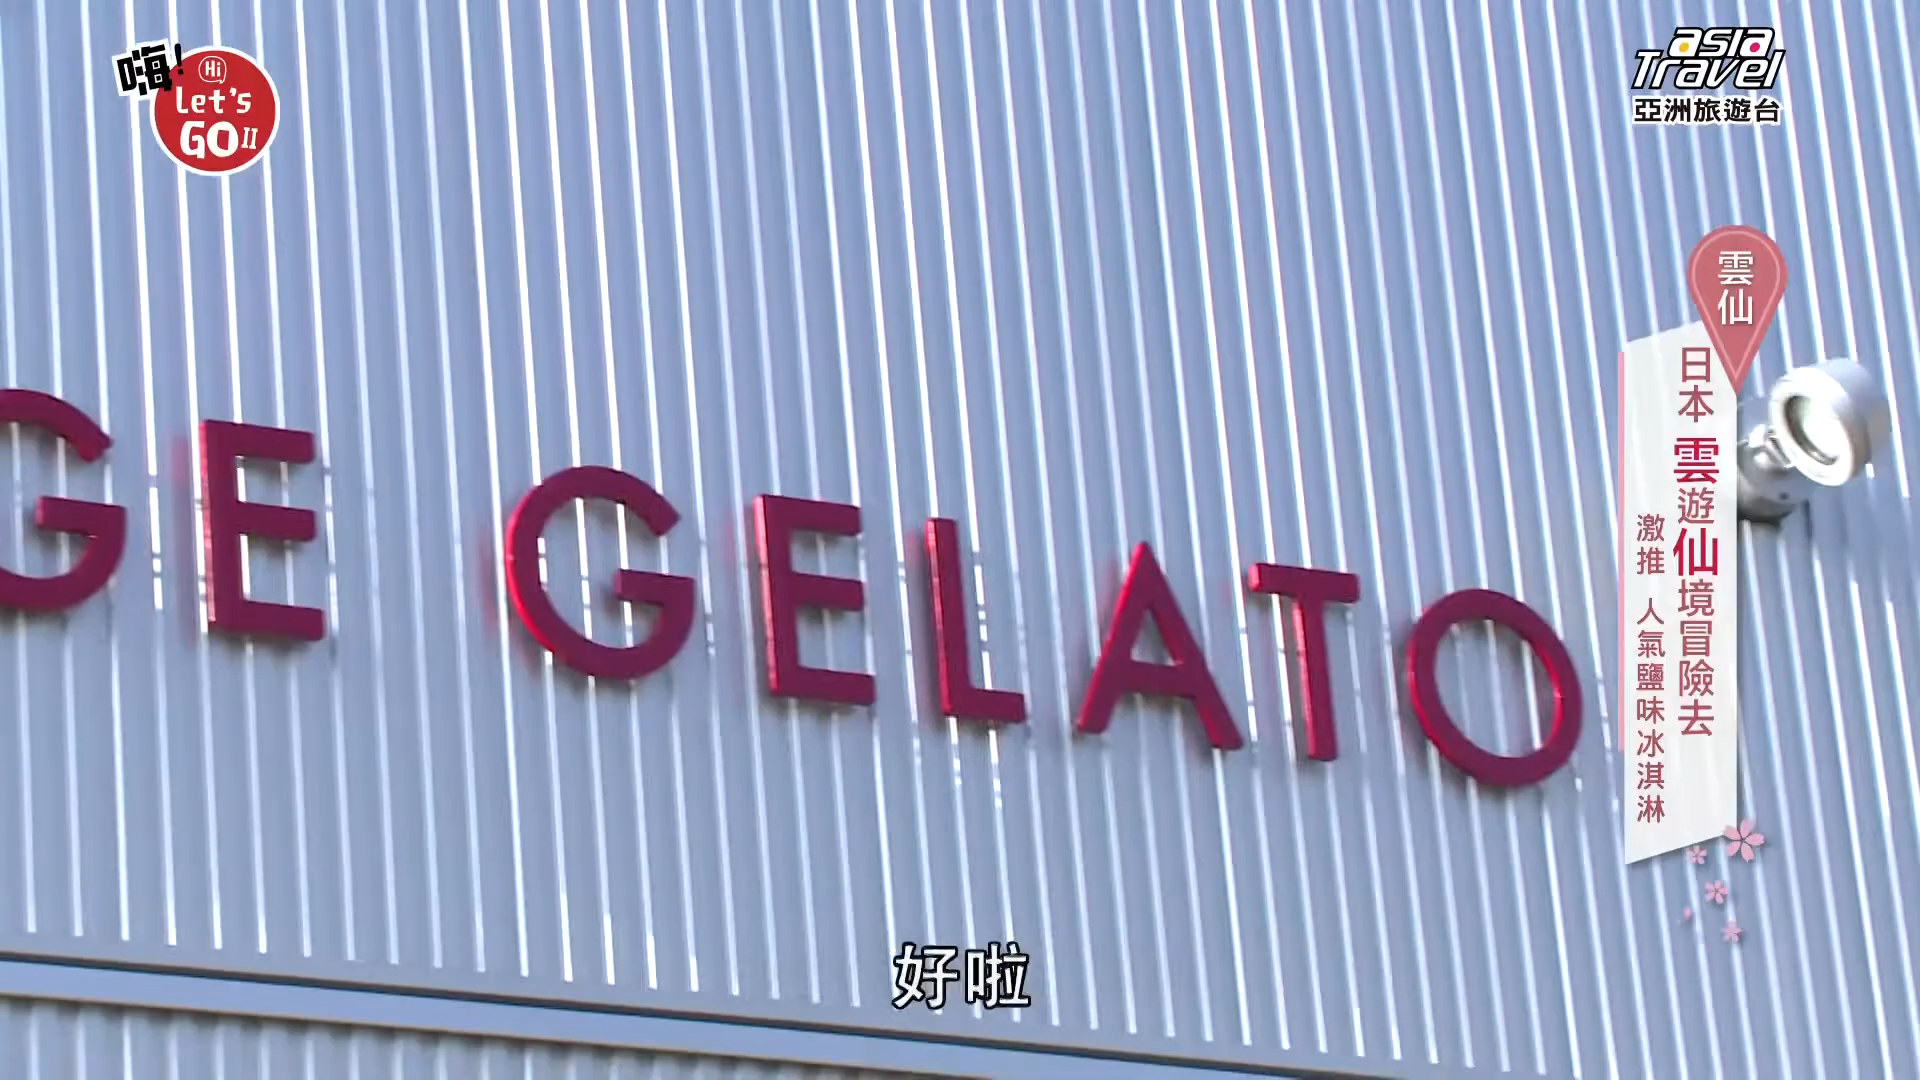 嗨!
Hi
Let's
GO II
asia
Travel
亞洲旅遊台
雲仙
日本 雲遊仙境冒險去
激推 人氣鹽味冰淇淋
GE GELATO
好啦